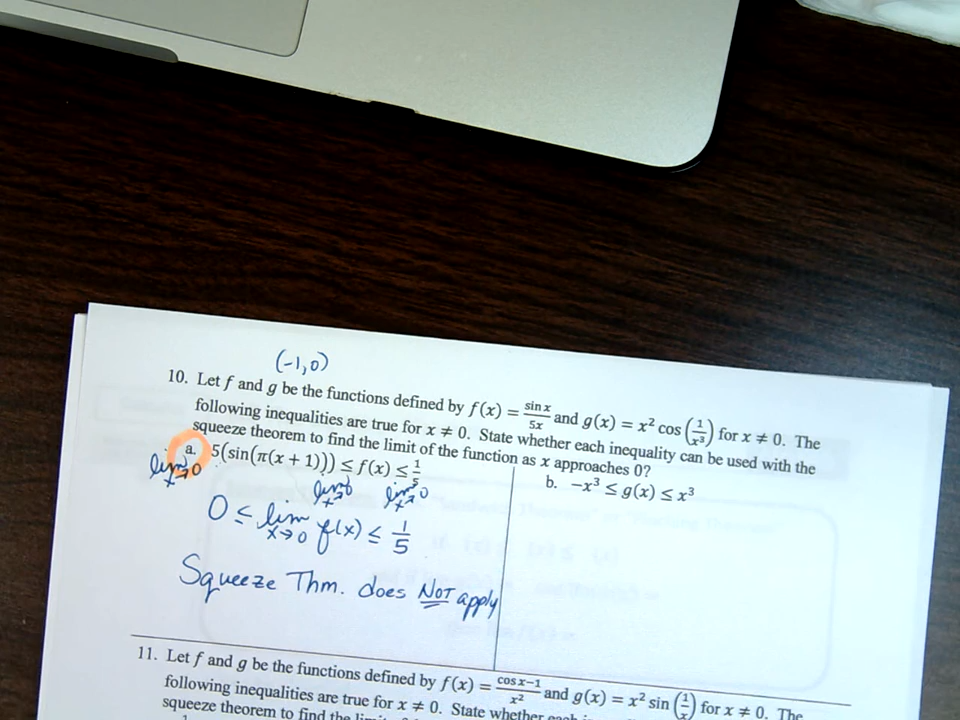 (-1,0)
10. Let f and g be the functions defined by f(x) = sin x / 5x and g(x) = x² cos (1/x³) for x ≠ 0. The
following inequalities are true for x ≠ 0. State whether each inequality can be used with the
squeeze theorem to find the limit of the function as x approaches 0?
a. 5(sin(π(x + 1))) ≤ f(x) ≤ 1/5
lim x→0 lim x→0 lim x→0
0 ≤ lim x→0 f(x) ≤ 1/5
Squeeze Thm. does NOT apply
b. −x³ ≤ g(x) ≤ x³
11. Let f and g be the functions defined by f(x) = cos x−1 / x² and g(x) = x² sin (1/x) for x ≠ 0. The
following inequalities are true for x ≠ 0. State whether each
squeeze theorem to find the